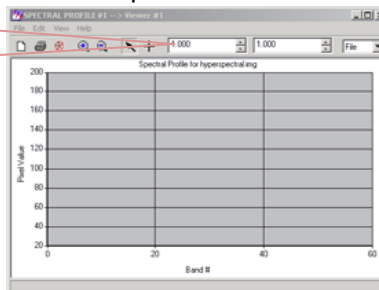 SPECTRAL PROFILE #1 --> Viewer #1
File Edit View Help
1.000 1.000 File
Spectral Profile for hyperspectral.img
200
180
160
140
120
100
80
60
40
20
Pixel Value
0 20 40 60
Band #